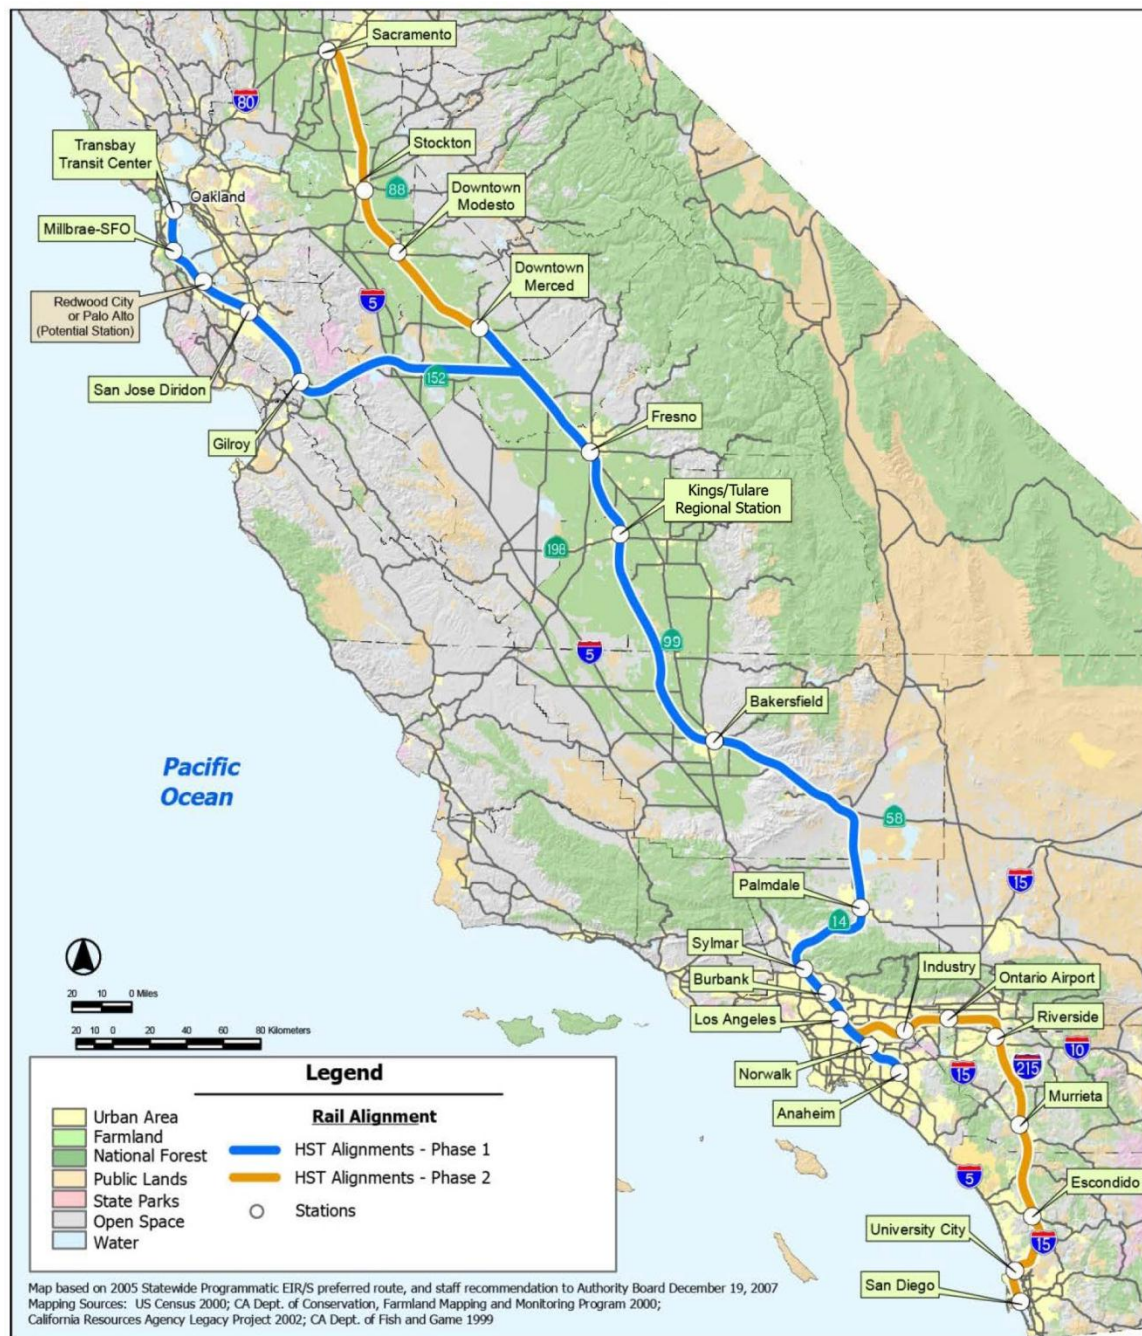 Sacramento
80
Transbay
Transit Center
Stockton
Oakland
88
Downtown
Modesto
Millbrae-SFO
Downtown
Merced
Redwood City
or Palo Alto
(Potential Station)
5
San Jose Diridon
152
Gilroy
Fresno
Kings/Tulare
Regional Station
198
99
5
Bakersfield
Pacific
Ocean
58
Palmdale
15
14
Sylmar
Industry
Ontario Airport
Burbank
Los Angeles
Riverside
Norwalk
15
215
10
Anaheim
Murrieta
5
Escondido
University City
15
San Diego
20 10 0 Miles
20 10 0 20 40 60 80 Kilometers
Legend
Urban Area
Farmland
National Forest
Public Lands
State Parks
Open Space
Water
Rail Alignment
HST Alignments - Phase 1
HST Alignments - Phase 2
Stations
Map based on 2005 Statewide Programmatic EIR/S preferred route, and staff recommendation to Authority Board December 19, 2007
Mapping Sources: US Census 2000; CA Dept. of Conservation, Farmland Mapping and Monitoring Program 2000;
California Resources Agency Legacy Project 2002; CA Dept. of Fish and Game 1999